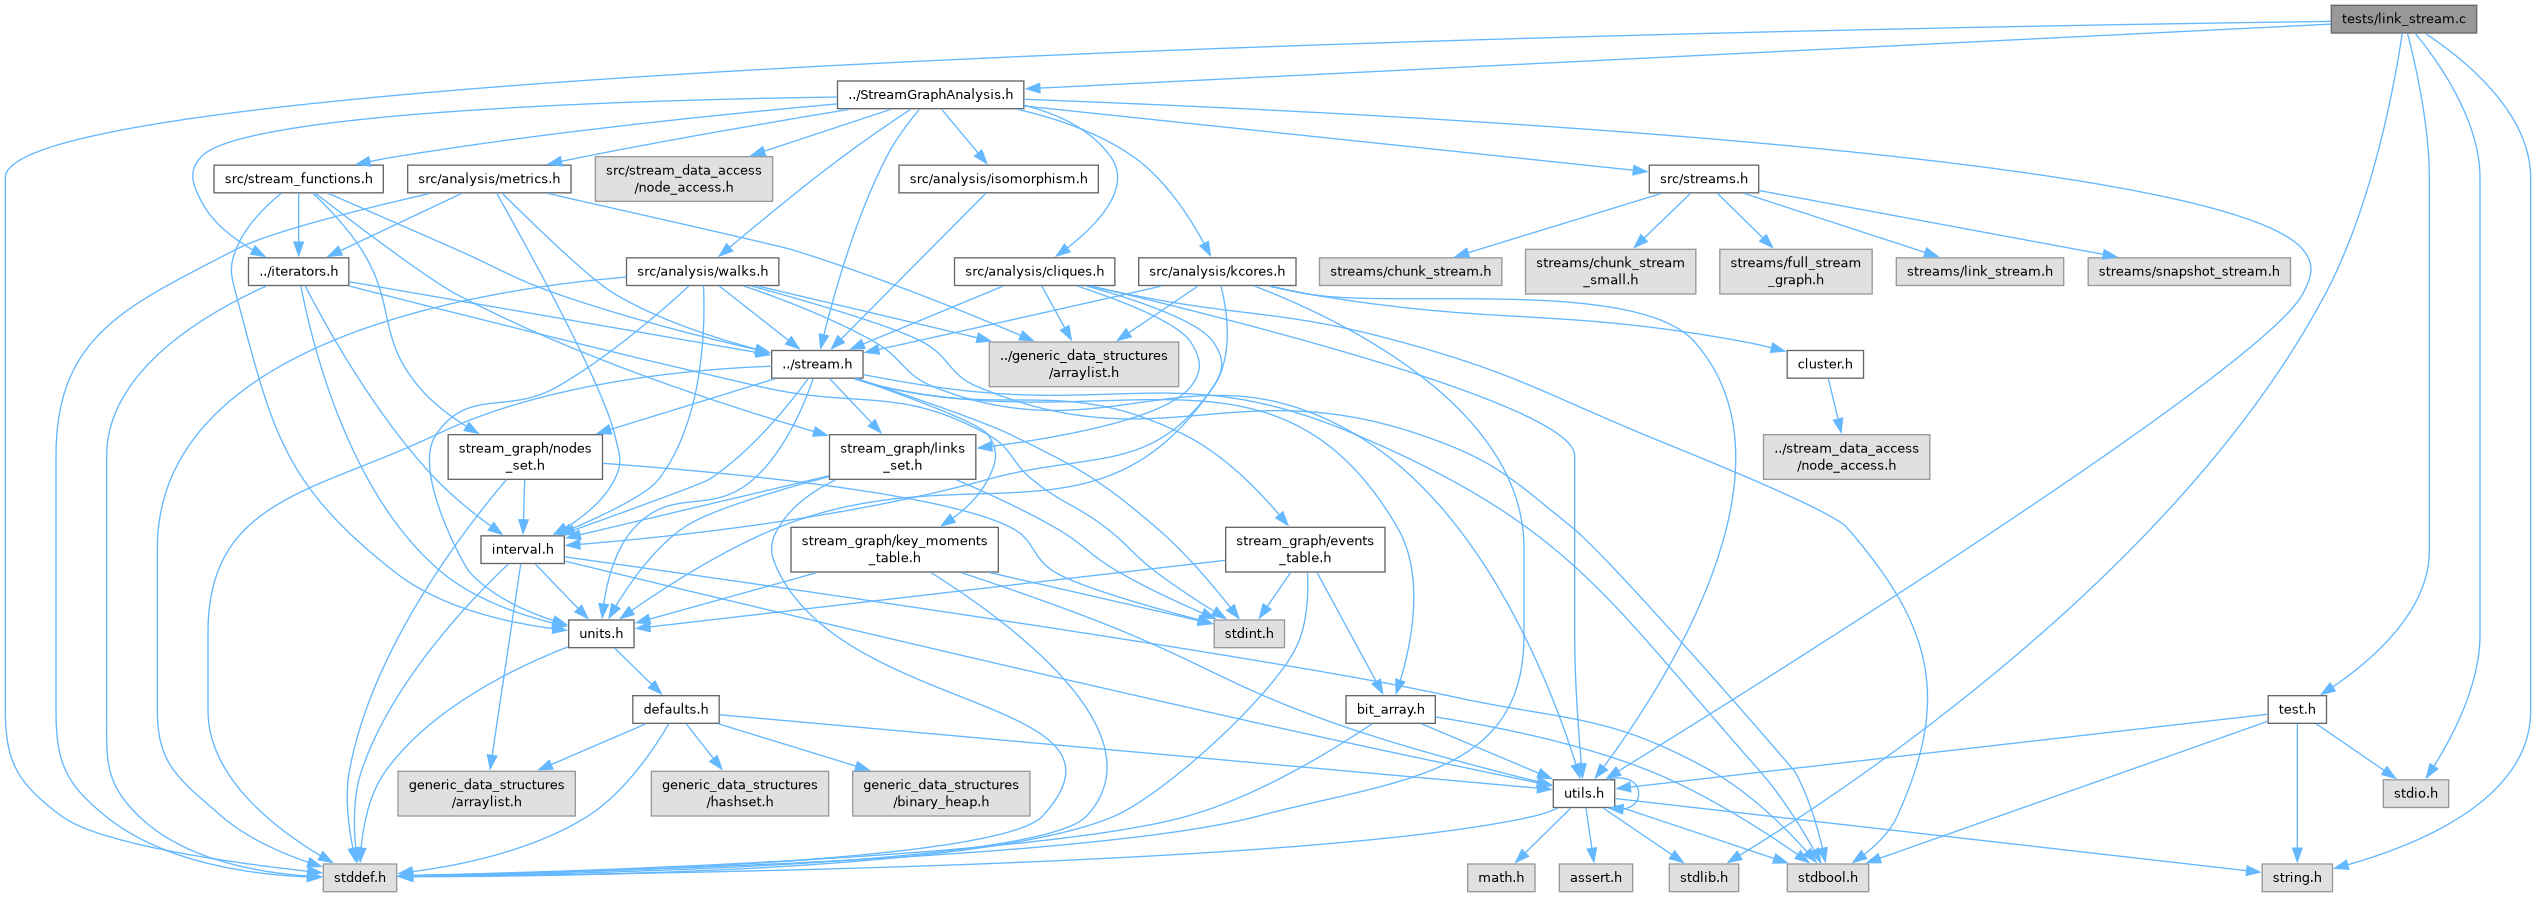 tests/link_stream.c
../StreamGraphAnalysis.h
src/stream_functions.h
src/analysis/metrics.h
src/stream_data_access
/node_access.h
src/analysis/isomorphism.h
src/streams.h
../iterators.h
src/analysis/walks.h
src/analysis/cliques.h
src/analysis/kcores.h
streams/chunk_stream.h
streams/chunk_stream
_small.h
streams/full_stream
_graph.h
streams/link_stream.h
streams/snapshot_stream.h
../stream.h
../generic_data_structures
/arraylist.h
cluster.h
stream_graph/nodes
_set.h
stream_graph/links
_set.h
../stream_data_access
/node_access.h
interval.h
stream_graph/key_moments
_table.h
stream_graph/events
_table.h
units.h
stdint.h
defaults.h
bit_array.h
test.h
generic_data_structures
/arraylist.h
generic_data_structures
/hashset.h
generic_data_structures
/binary_heap.h
utils.h
stdio.h
stddef.h
math.h
assert.h
stdlib.h
stdbool.h
string.h